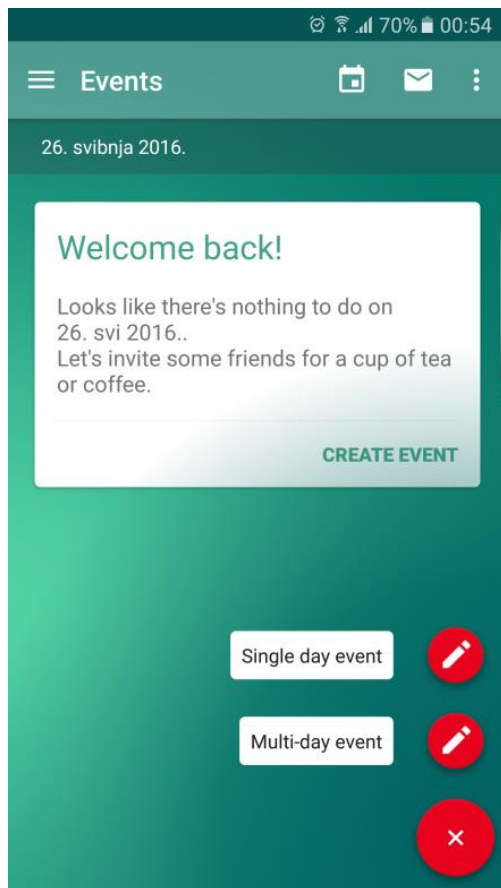 70% 00:54
Events
26. svibnja 2016.
Welcome back!
Looks like there's nothing to do on
26. svi 2016..
Let's invite some friends for a cup of tea
or coffee.
CREATE EVENT
Single day event
Multi-day event